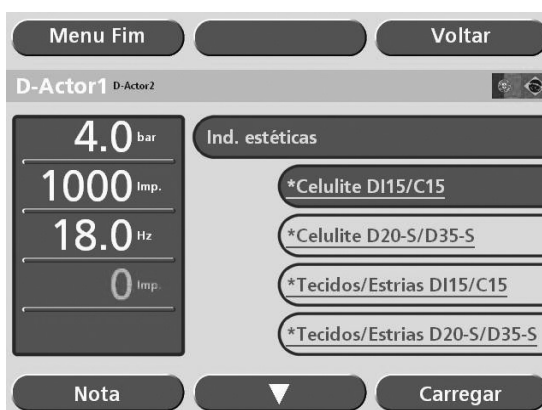 Menu Fim
Voltar
D-Actor1 D-Actor2
4.0 bar
1000 Imp.
18.0 Hz
0 Imp.
Ind. estéticas
*Celulite DI15/C15
*Celulite D20-S/D35-S
*Tecidos/Estrias DI15/C15
*Tecidos/Estrias D20-S/D35-S
Nota
Carregar